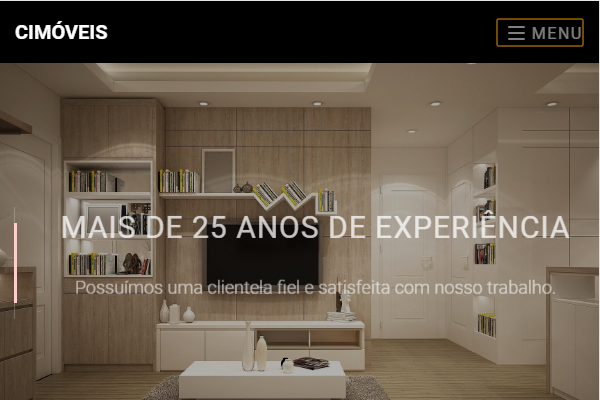 CIMÓVEIS
MENU
MAIS DE 25 ANOS DE EXPERIÊNCIA
Possuímos uma clientela fiel e satisfeita com nosso trabalho.